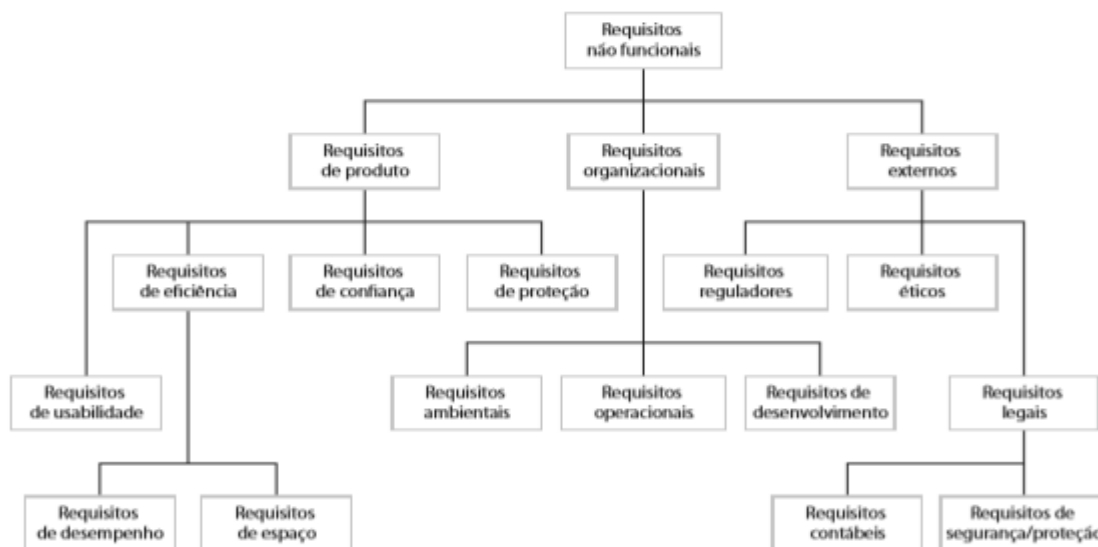 Requisitos
não funcionais
Requisitos
de produto
Requisitos
organizacionais
Requisitos
externos
Requisitos
de eficiência
Requisitos
de confiança
Requisitos
de proteção
Requisitos
reguladores
Requisitos
éticos
Requisitos
de usabilidade
Requisitos
ambientais
Requisitos
operacionais
Requisitos de
desenvolvimento
Requisitos
legais
Requisitos
de desempenho
Requisitos
de espaço
Requisitos
contábeis
Requisitos de
segurança/proteção